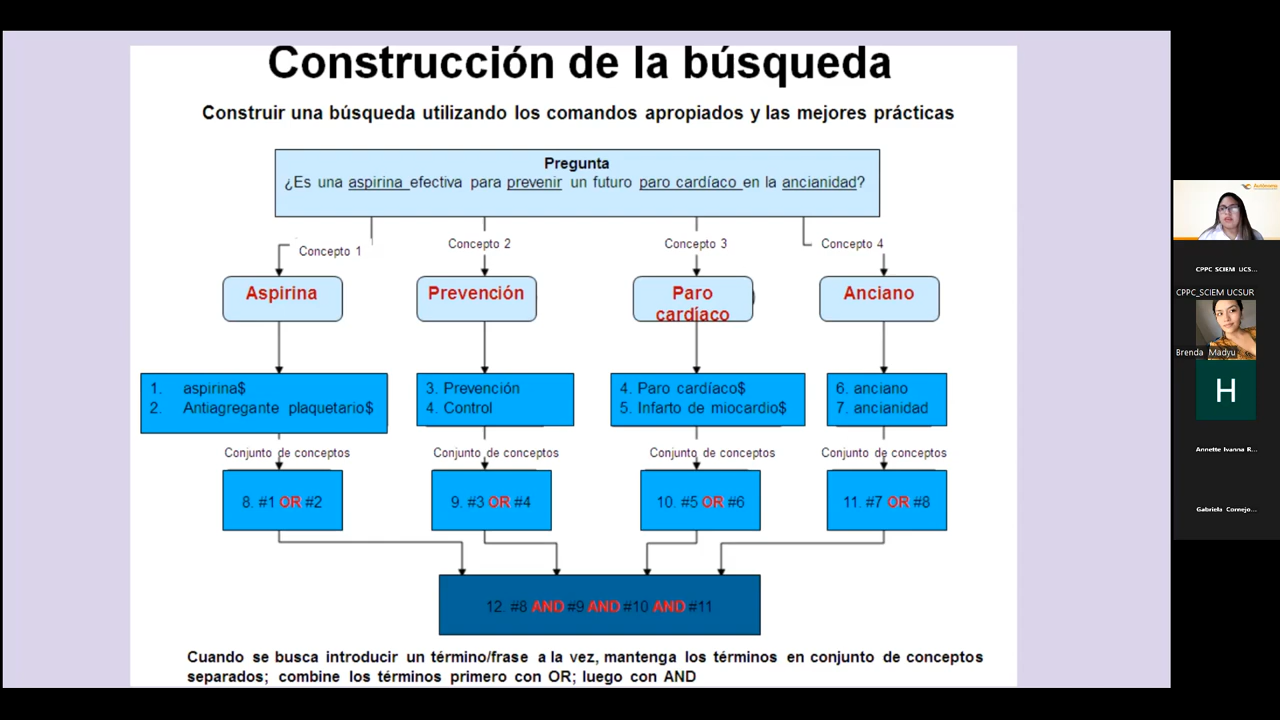 Construcción de la búsqueda
Construir una búsqueda utilizando los comandos apropiados y las mejores prácticas
Pregunta
¿Es una aspirina efectiva para prevenir un futuro paro cardíaco en la ancianidad?
Concepto 1
Concepto 2
Concepto 3
Concepto 4
Aspirina
Prevención
Paro
cardíaco
Anciano
1. aspirina$
2. Antiagregante plaquetario$
3. Prevención
4. Control
4. Paro cardíaco$
5. Infarto de miocardio$
6. anciano
7. ancianidad
Conjunto de conceptos
Conjunto de conceptos
Conjunto de conceptos
Conjunto de conceptos
8. #1 OR #2
9. #3 OR #4
10. #5 OR #6
11. #7 OR #8
12. #8 AND #9 AND #10 AND #11
Cuando se busca introducir un término/frase a la vez, mantenga los términos en conjunto de conceptos
separados; combine los términos primero con OR; luego con AND
CPPC SCIEM UCS...
CPPC_SCIEM UCSUR
Brenda Madyu
H
Annette Ivanna R...
Gabriela Cornejo...